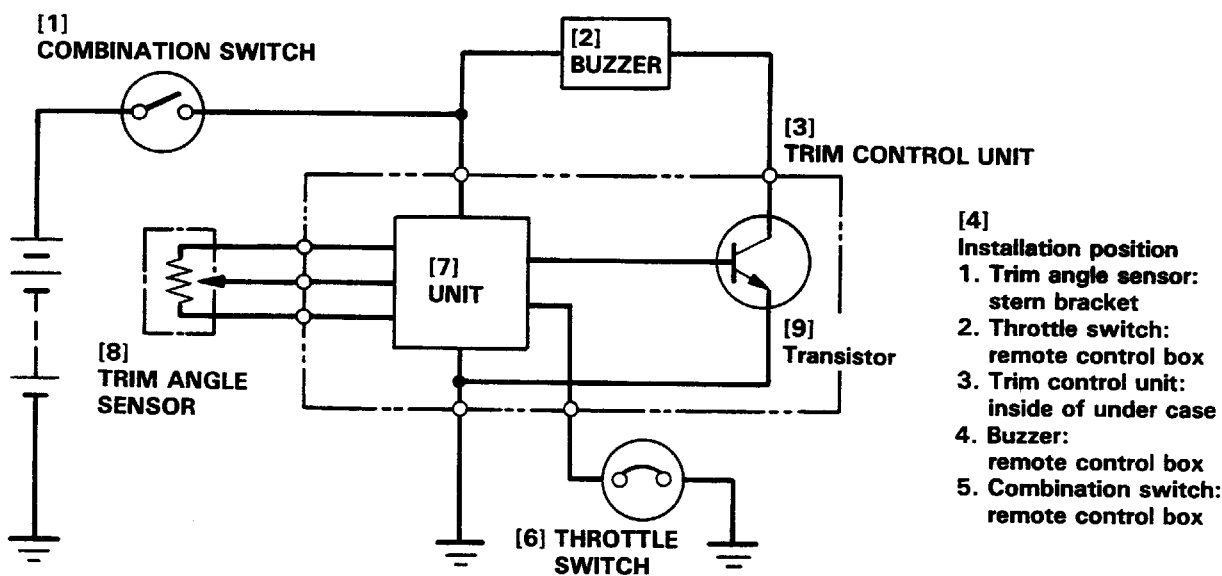 [1]
COMBINATION SWITCH
[2]
BUZZER
[3]
TRIM CONTROL UNIT
[4]
Installation position
1. Trim angle sensor:
stern bracket
2. Throttle switch:
remote control box
3. Trim control unit:
inside of under case
4. Buzzer:
remote control box
5. Combination switch:
remote control box
[7]
UNIT
[8]
TRIM ANGLE
SENSOR
[9]
Transistor
[6] THROTTLE
SWITCH